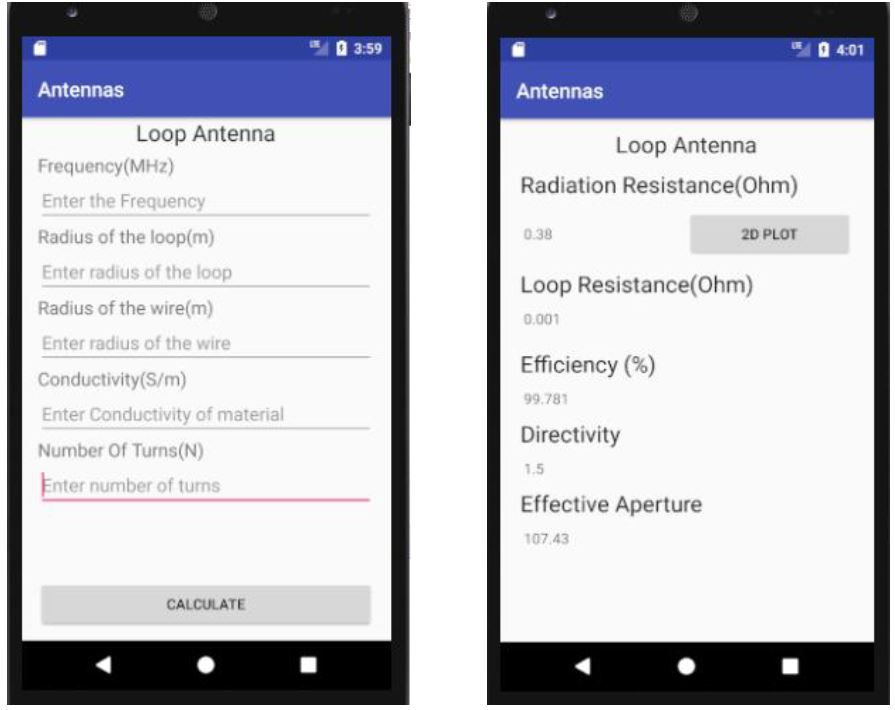 LTE 3:59
Antennas
Loop Antenna
Frequency(MHz)
Enter the Frequency
Radius of the loop(m)
Enter radius of the loop
Radius of the wire(m)
Enter radius of the wire
Conductivity(S/m)
Enter Conductivity of material
Number Of Turns(N)
Enter number of turns
CALCULATE
LTE 4:01
Antennas
Loop Antenna
Radiation Resistance(Ohm)
0.38 2D PLOT
Loop Resistance(Ohm)
0.001
Efficiency (%)
99.781
Directivity
1.5
Effective Aperture
107.43